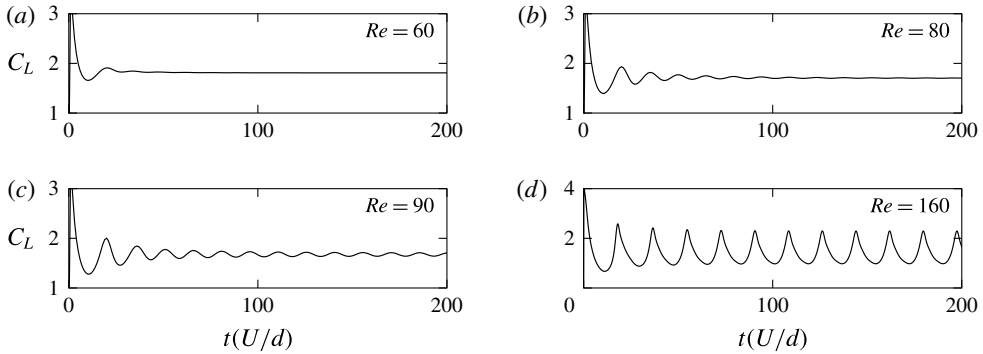 (a) 3 Re = 60
C_L 2
1
0 100 200
(b) 3 Re = 80
2
1
0 100 200
(c) 3 Re = 90
C_L 2
1
0 100 200
t(U/d)
(d) 4 Re = 160
2
0 100 200
t(U/d)